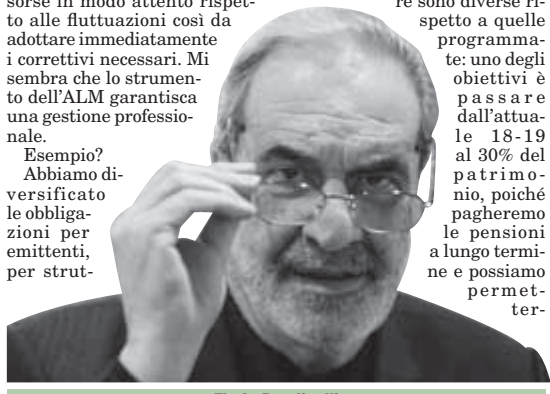 sorse in modo attento rispet-
to alle fluttuazioni così da
adottare immediatamente
i correttivi necessari. Mi
sembra che lo strumen-
to dell'ALM garantisca
una gestione professio-
nale.
Esempio?
Abbiamo di-
versificato
le obbliga-
zioni per
emittenti,
per strut-
re sono diverse ri-
spetto a quelle
programma-
te: uno degli
obiettivi è
passare
dall'attua-
le 18-19
al 30% del
patrimo-
nio, poiché
pagheremo
le pensioni
a lungo termi-
ne e possiamo
permet-
ter-